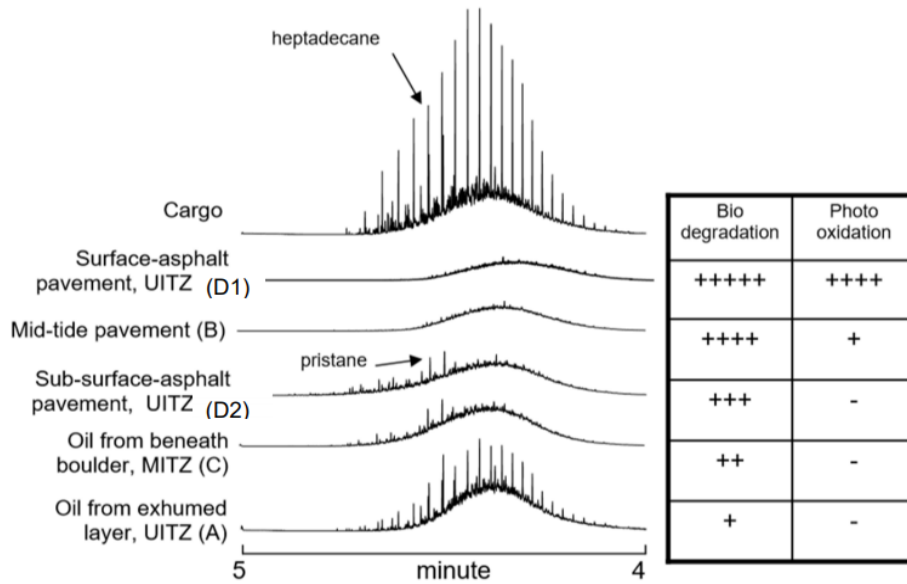 heptadecane
Cargo
Bio
degradation
Photo
oxidation
Surface-asphalt
pavement, UITZ (D1)
+++++
++++
Mid-tide pavement (B)
++++
+
pristane
Sub-surface-asphalt
pavement, UITZ (D2)
+++
-
Oil from beneath
boulder, MITZ (C)
++
-
Oil from exhumed
layer, UITZ (A)
+
-
5
minute
4